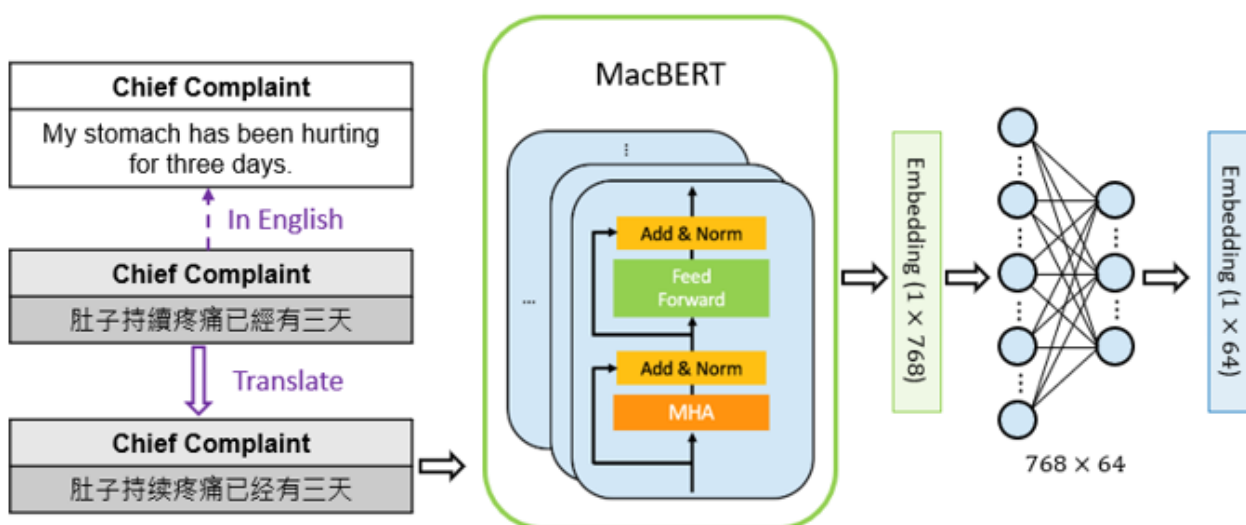 Chief Complaint
My stomach has been hurting
for three days.
In English
Chief Complaint
肚子持續疼痛已經有三天
Translate
Chief Complaint
肚子持续疼痛已经有三天
MacBERT
...
...
Add & Norm
Feed
Forward
Add & Norm
MHA
Embedding (1 × 768)
768 × 64
Embedding (1 × 64)